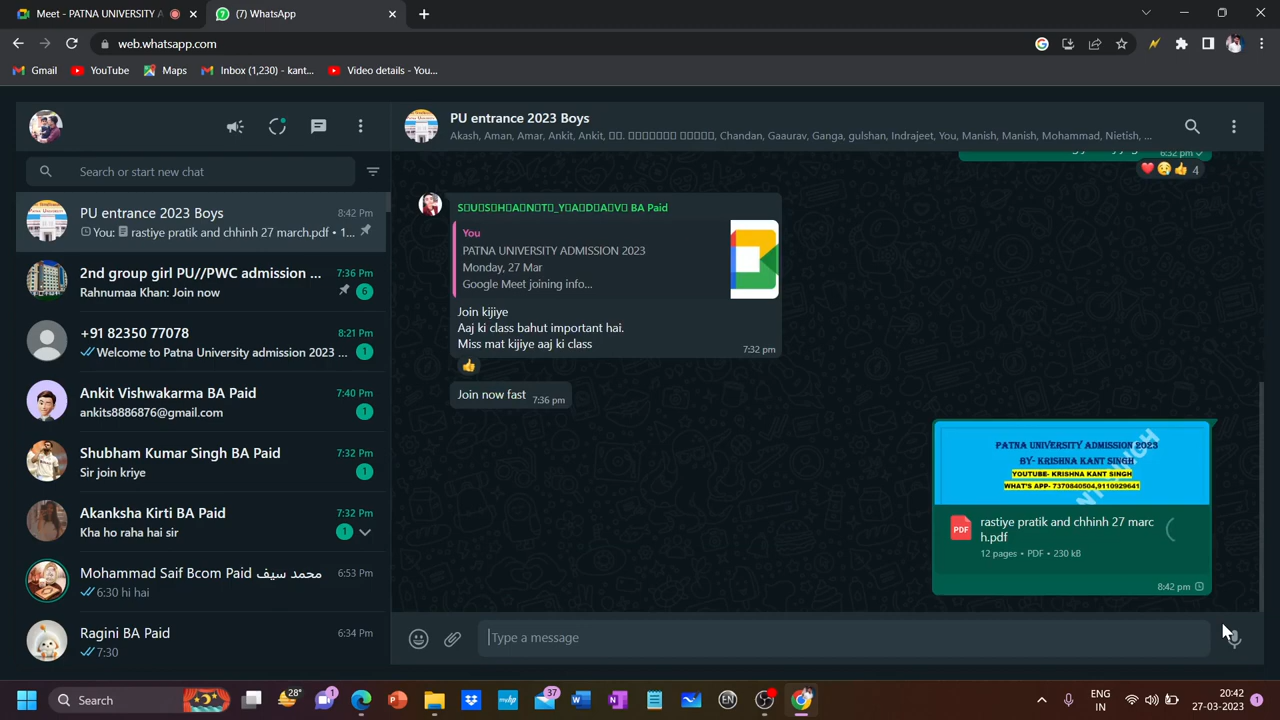 Meet - PATNA UNIVERSITY A
(7) WhatsApp
web.whatsapp.com
Gmail
YouTube
Maps
Inbox (1,230) - kant...
Video details - You...
PU entrance 2023 Boys
Akash, Aman, Amar, Ankit, Ankit, Chandan, Gaaurav, Ganga, gulshan, Indrajeet, You, Manish, Manish, Mohammad, Nietish, ...
Search or start new chat
PU entrance 2023 Boys
8:42 Pm
You: rastiye pratik and chhinh 27 march.pdf • 1...
2nd group girl PU//PWC admission ...
7:36 Pm
Rahnumaa Khan: Join now
6
+91 82350 77078
8:21 Pm
Welcome to Patna University admission 2023 ...
1
Ankit Vishwakarma BA Paid
7:40 Pm
ankits8886876@gmail.com
1
Shubham Kumar Singh BA Paid
7:32 Pm
Sir join kriye
1
Akanksha Kirti BA Paid
7:32 Pm
Kha ho raha hai sir
1
Mohammad Saif Bcom Paid محمد سيف
6:53 Pm
6:30 hi hai
Ragini BA Paid
6:34 Pm
7:30
6:32 pm
4
BA Paid
You
PATNA UNIVERSITY ADMISSION 2023
Monday, 27 Mar
Google Meet joining info...
Join kijiye
Aaj ki class bahut important hai.
Miss mat kijiye aaj ki class
7:32 pm
Join now fast
7:36 pm
PATNA UNIVERSITY ADMISSION 2023
BY- KRISHNA KANT SINGH
YOUTUBE- KRISHNA KANT SINGH
WHAT'S APP- 7370840504,9110929641
PDF
rastiye pratik and chhinh 27 marc
h.pdf
12 pages • PDF • 230 kB
8:42 pm
Type a message
Search
28°
1
37
ENG
IN
20:42
27-03-2023
1